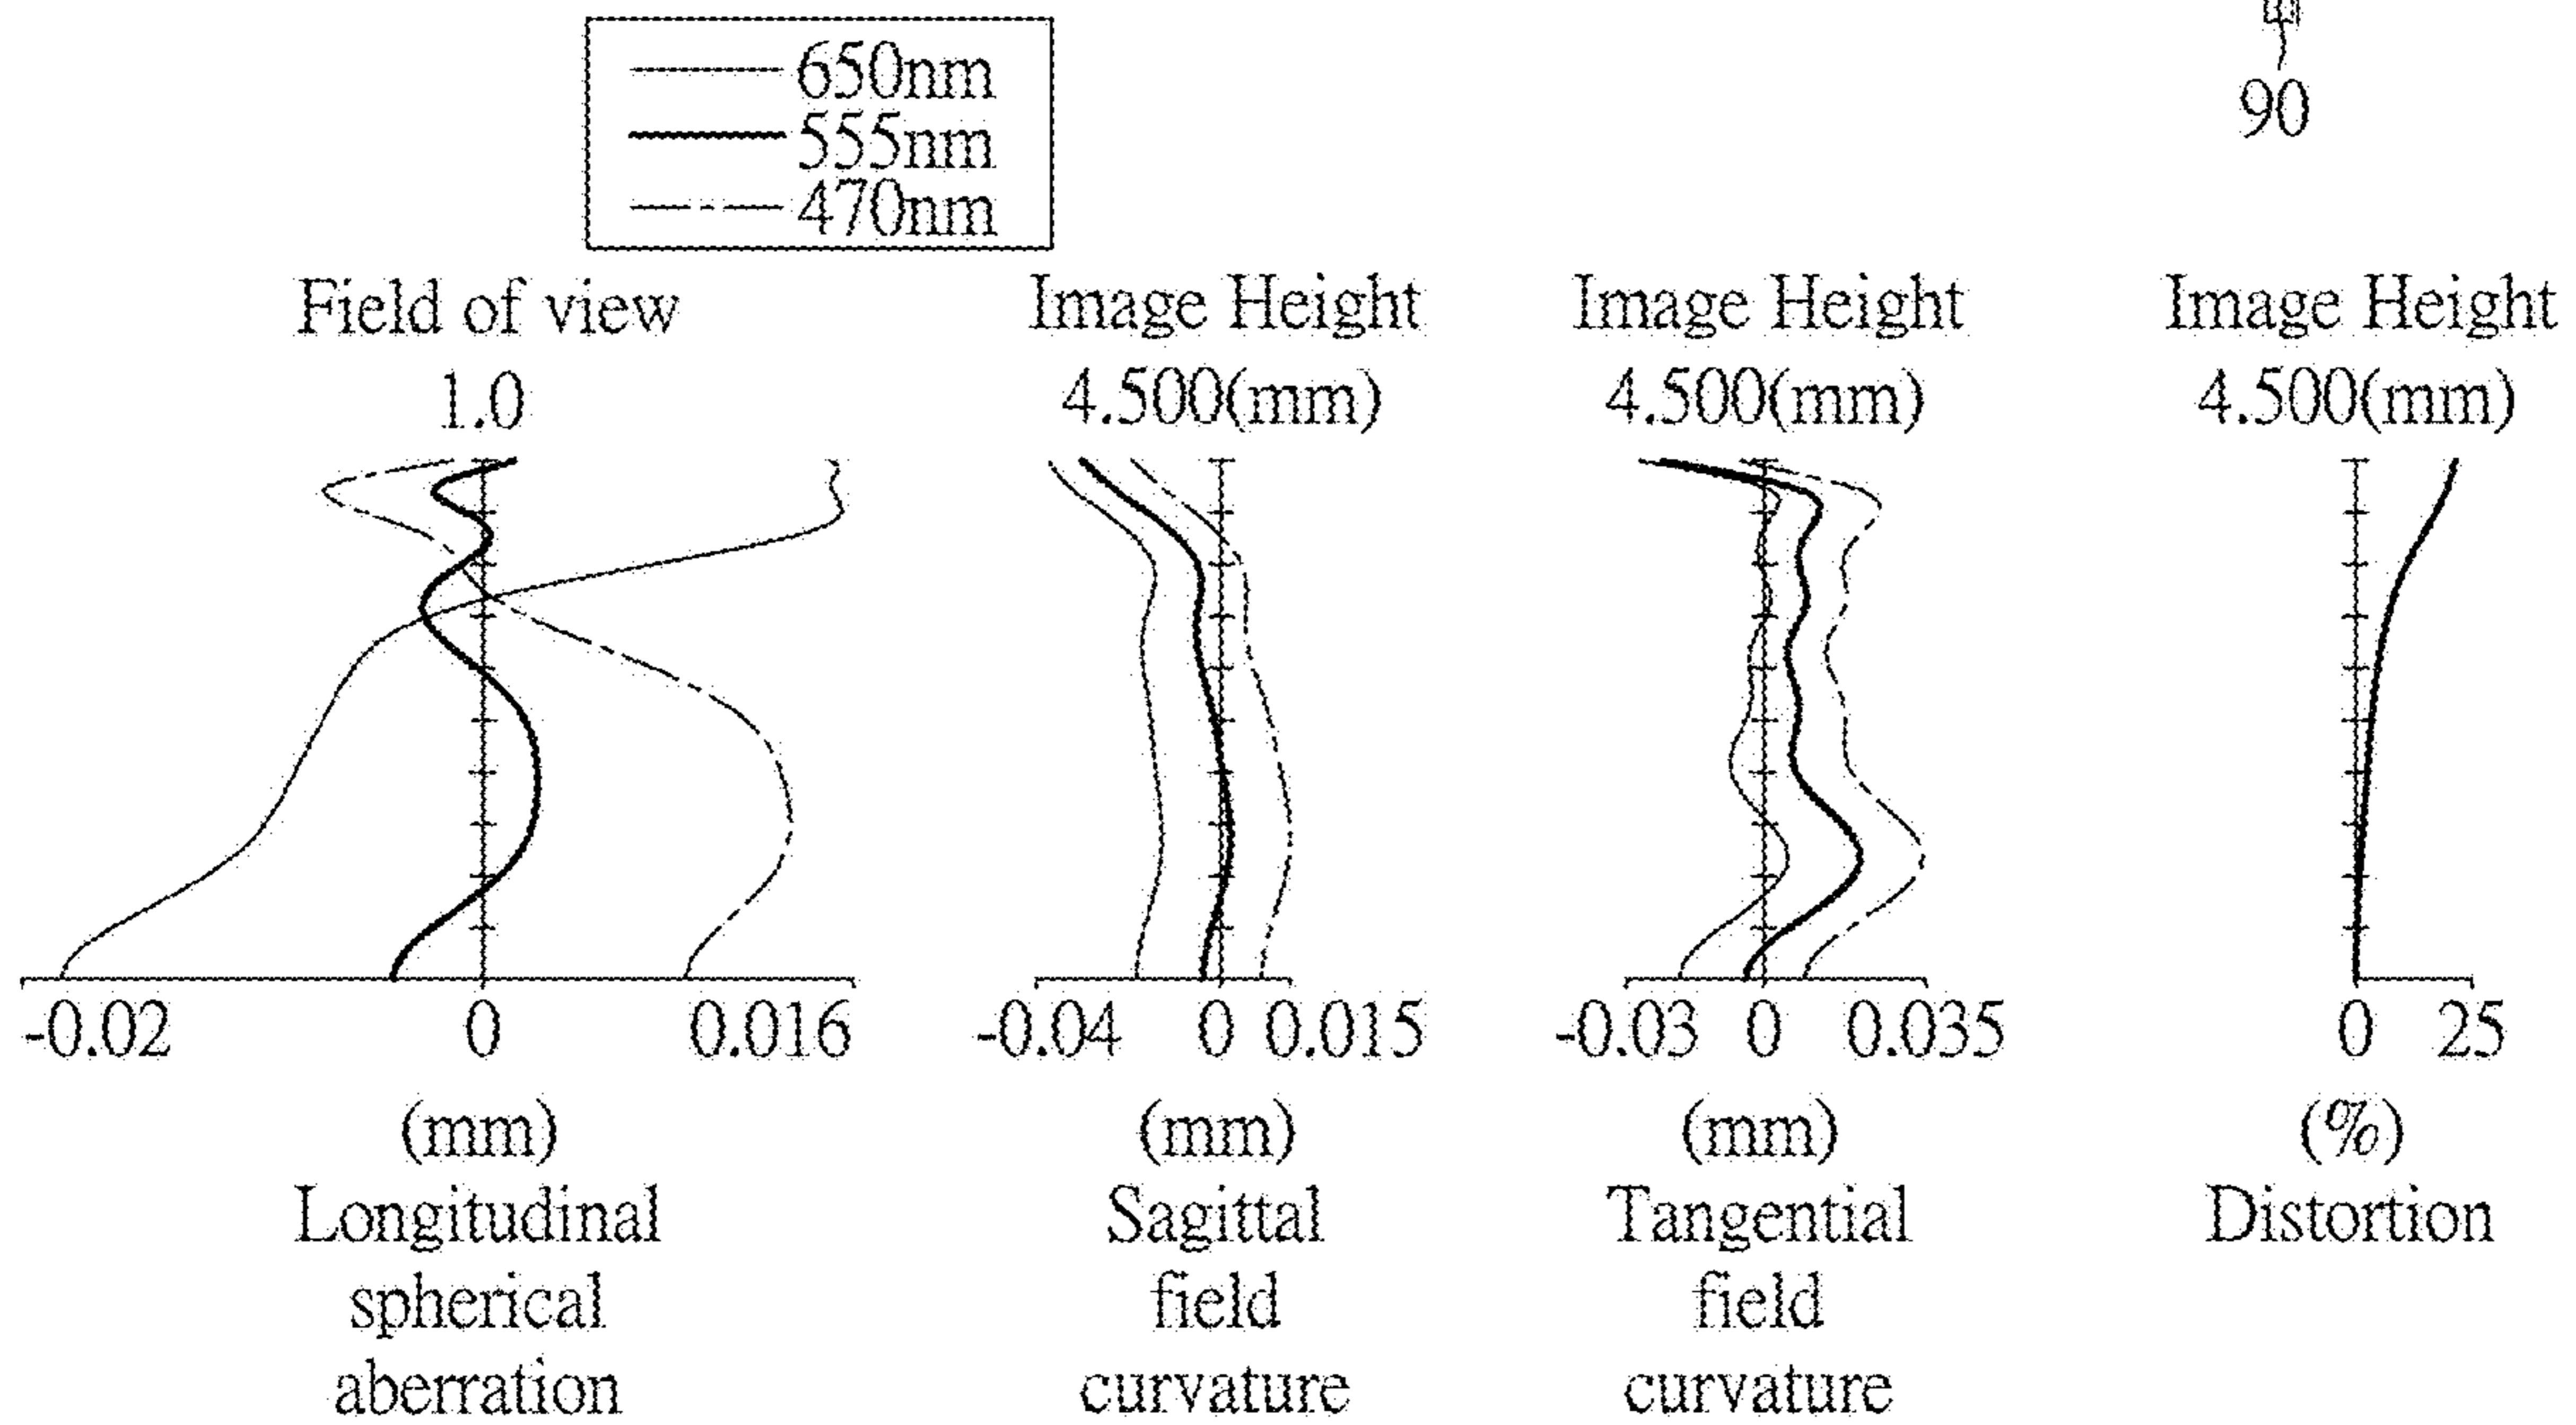 650nm
555nm
470nm
90
Field of view
1.0
-0.02 0 0.016
(mm)
Longitudinal
spherical
aberration
Image Height
4.500(mm)
-0.04 0 0.015
(mm)
Sagittal
field
curvature
Image Height
4.500(mm)
-0.03 0 0.035
(mm)
Tangential
field
curvature
Image Height
4.500(mm)
0 25
(%)
Distortion